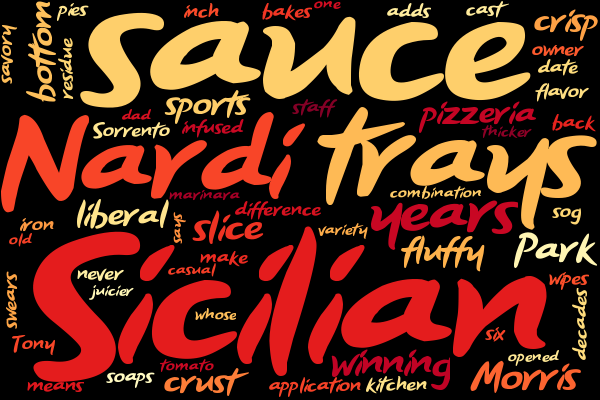 savory
pies
bottom
residue
inch
bakes
one
adds
cast
crisp
owner
date
flavor
sauce
sports
staff
dad
Sorrento
infused
pizzeria
thicker
back
Nardi
trays
marinara
combination
liberal
difference
years
sog
iron
old
says
slice
variety
fluffy
Park
make
casual
never
juicier
Sicilian
whose
wipes
swears
decades
six
Tony
winning
opened
tomato
means
soaps
crust
application
kitchen
Morris